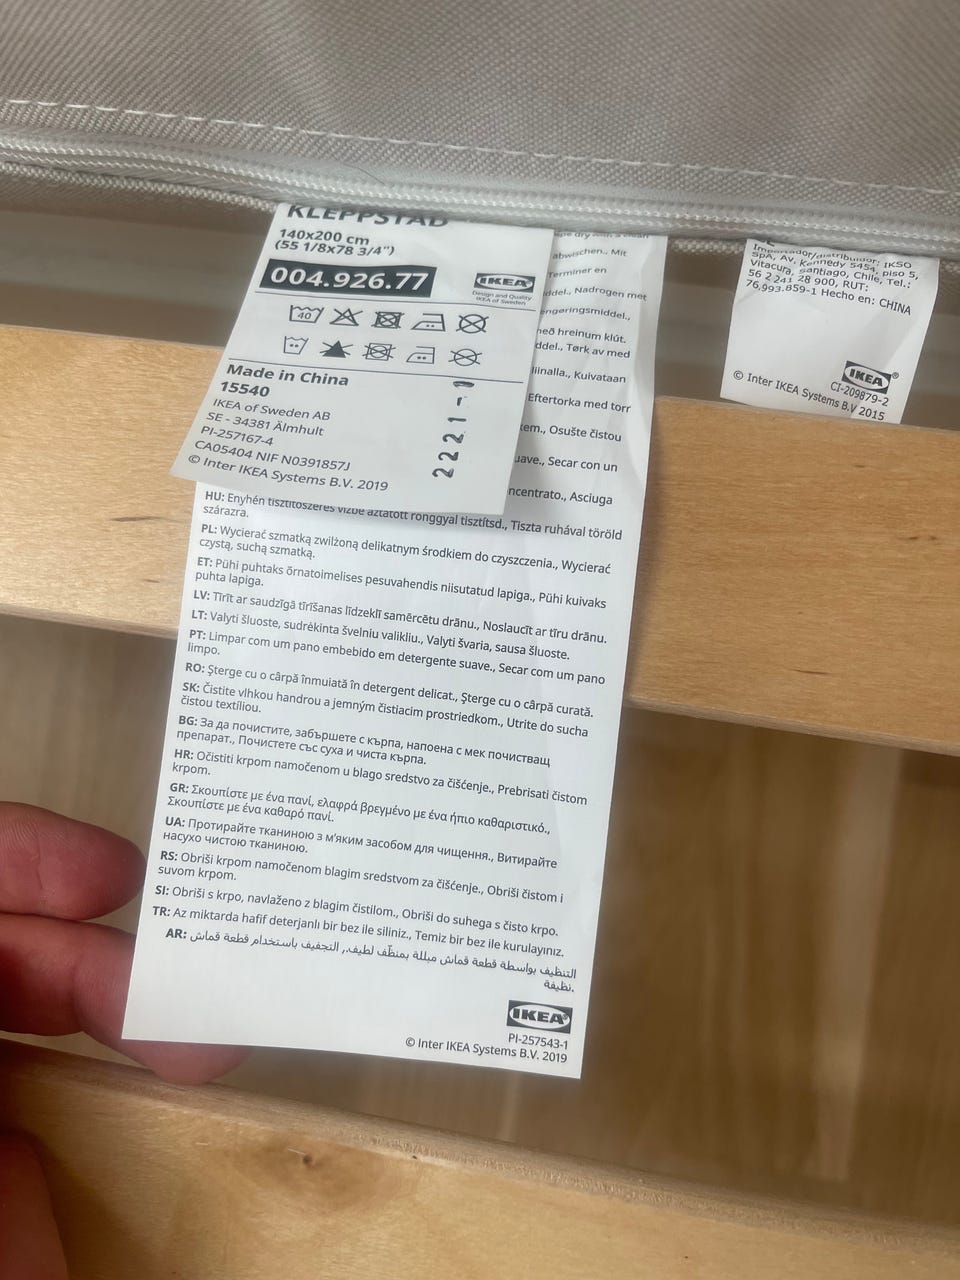 KLEPPSTAD
140x200 cm
(55 1/8x78 3/4")
004.926.77
IKEA
Design and Quality
IKEA of Sweden
40
Made in China
15540
IKEA of Sweden AB
SE - 34381 Älmhult
PI-257167-4
CA05404 NIF N0391857J
© Inter IKEA Systems B.V. 2019
2221
abwischen., Mit
Terminer en
Nadrogen met
hreinum klút.
Tørk av med
Kuivataan
Eftertorka med torr
Osušte čistou
Secar con un
Asciuga
HU: Enyhén tisztítószeres vízbe áztatott ronggyal tisztítsd., Tiszta ruhával töröld
szárazra.
PL: Wycierać szmatką zwilżoną delikatnym środkiem do czyszczenia., Wycierać
czystą, suchą szmatką.
ET: Pühi puhtaks õrnatoimelises pesuvahendis niisutatud lapiga., Pühi kuivaks
puhta lapiga.
LV: Tīrīt ar saudzīgā tīrīšanas līdzeklī samērcētu drānu., Noslaucīt ar tīru drānu.
LT: Valyti šluoste, sudrėkinta švelniu valikliu., Valyti švaria, sausa šluoste.
PT: Limpar com um pano embebido em detergente suave., Secar com um pano
limpo.
RO: Şterge cu o cârpă înmuiată în detergent delicat., Şterge cu o cârpă curată.
SK: Čistite vlhkou handrou a jemným čistiacim prostriedkom., Utrite do sucha
čistou textíliou.
BG: За да почистите, забършете с кърпа, напоена с мек почистващ
препарат., Почистете със суха и чиста кърпа.
HR: Očistiti krpom namočenom u blago sredstvo za čišćenje., Prebrisati čistom
krpom.
GR: Σκουπίστε με ένα πανί, ελαφρά βρεγμένο με ένα ήπιο καθαριστικό.,
Σκουπίστε με ένα καθαρό πανί.
UA: Протирайте тканиною з м'яким засобом для чищення., Витирайте
насухо чистою тканиною.
RS: Obriši krpom namočenom blagim sredstvom za čišćenje., Obriši čistom i
suvom krpom.
SI: Obriši s krpo, navlaženo z blagim čistilom., Obriši do suhega s čisto krpo.
TR: Az miktarda hafif deterjanlı bir bez ile siliniz., Temiz bir bez ile kurulayınız.
AR: التنظيف بواسطة قطعة قماش مبللة بمنظّف لطيف., التجفيف باستخدام قطعة قماش
نظيفة.
IKEA
PI-257543-1
© Inter IKEA Systems B.V. 2019
Importador/distribuidor: IKSO
SpA, Av. Kennedy 5454, piso 5,
Vitacura, Santiago, Chile, Tel.:
56 2 241 28 900, RUT:
76,993.859-1 Hecho en: CHINA
IKEA®
CI-209879-2
© Inter IKEA Systems B.V 2015